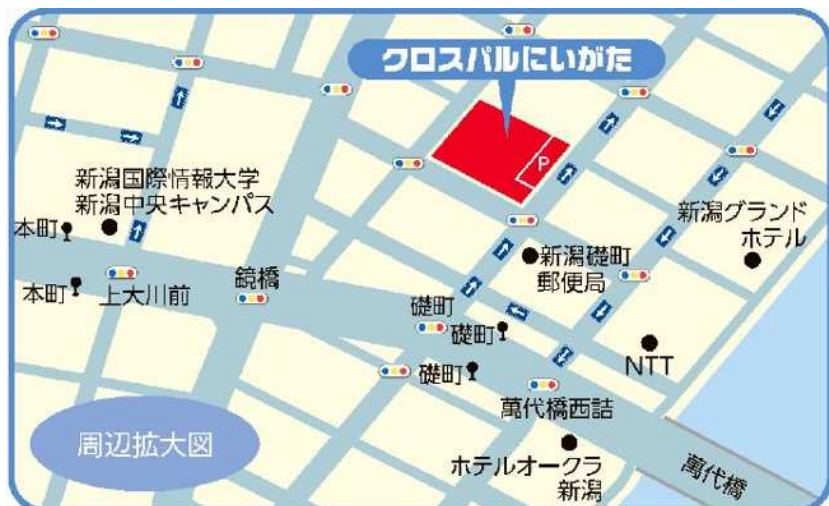 クロスパルにいがた
P
新潟国際情報大学
新潟中央キャンパス
本町
本町
上大川前
鏡橋
新潟グランド
ホテル
新潟礎町
郵便局
礎町
礎町
礎町
NTT
萬代橋西詰
ホテルオークラ
新潟
萬代橋
周辺拡大図